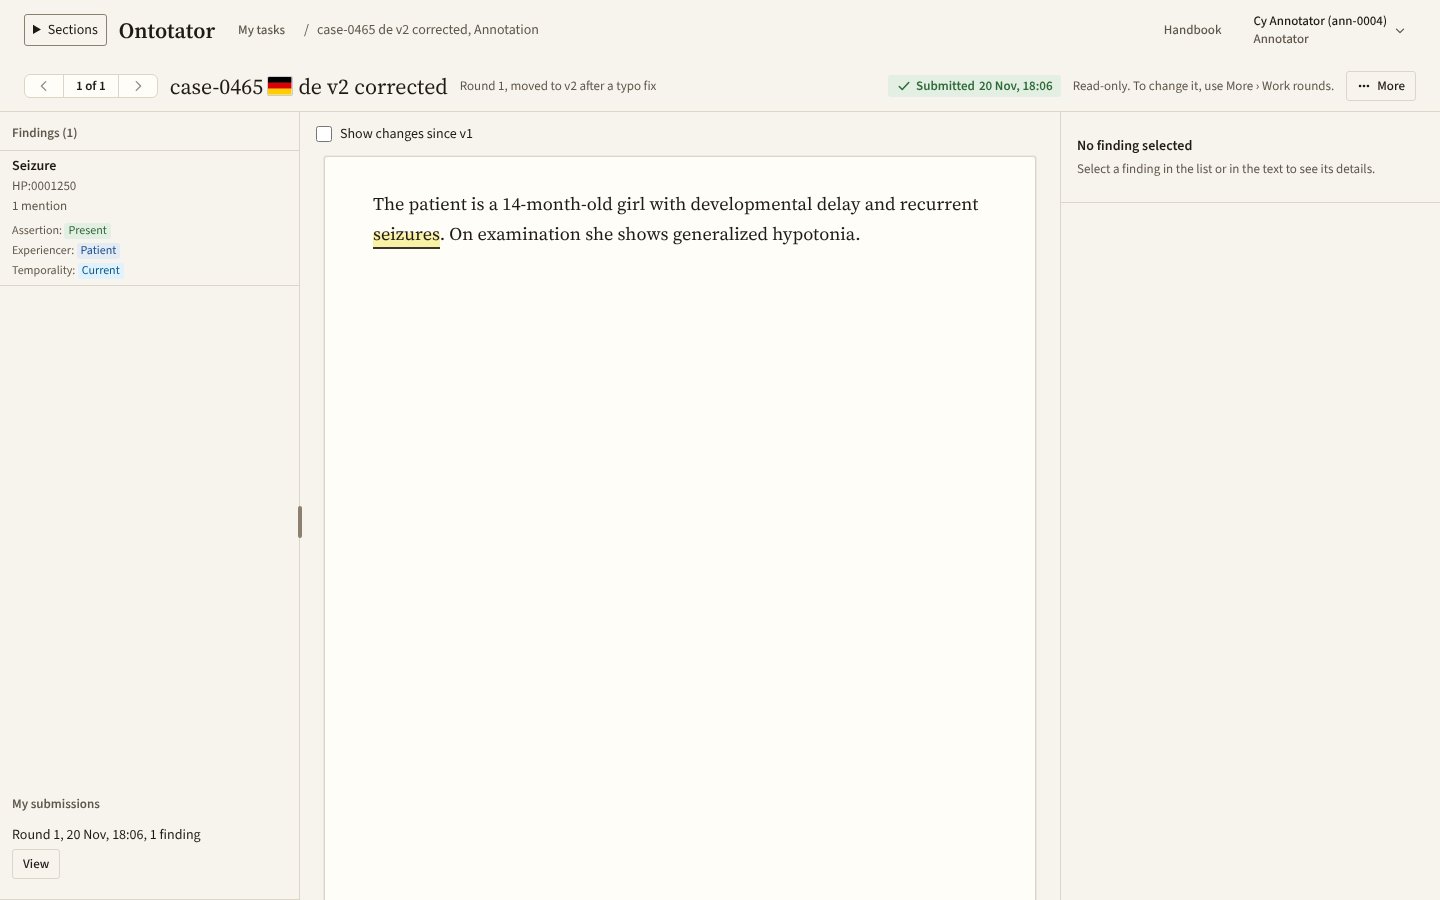 Sections
Ontotator
My tasks / case-0465 de v2 corrected, Annotation
Handbook
Cy Annotator (ann-0004)
Annotator
1 of 1
case-0465 de v2 corrected
Round 1, moved to v2 after a typo fix
Submitted 20 Nov, 18:06
Read-only. To change it, use More › Work rounds.
More
Findings (1)
Seizure
HP:0001250
1 mention
Assertion: Present
Experiencer: Patient
Temporality: Current
My submissions
Round 1, 20 Nov, 18:06, 1 finding
View
Show changes since v1
The patient is a 14-month-old girl with developmental delay and recurrent
seizures. On examination she shows generalized hypotonia.
No finding selected
Select a finding in the list or in the text to see its details.